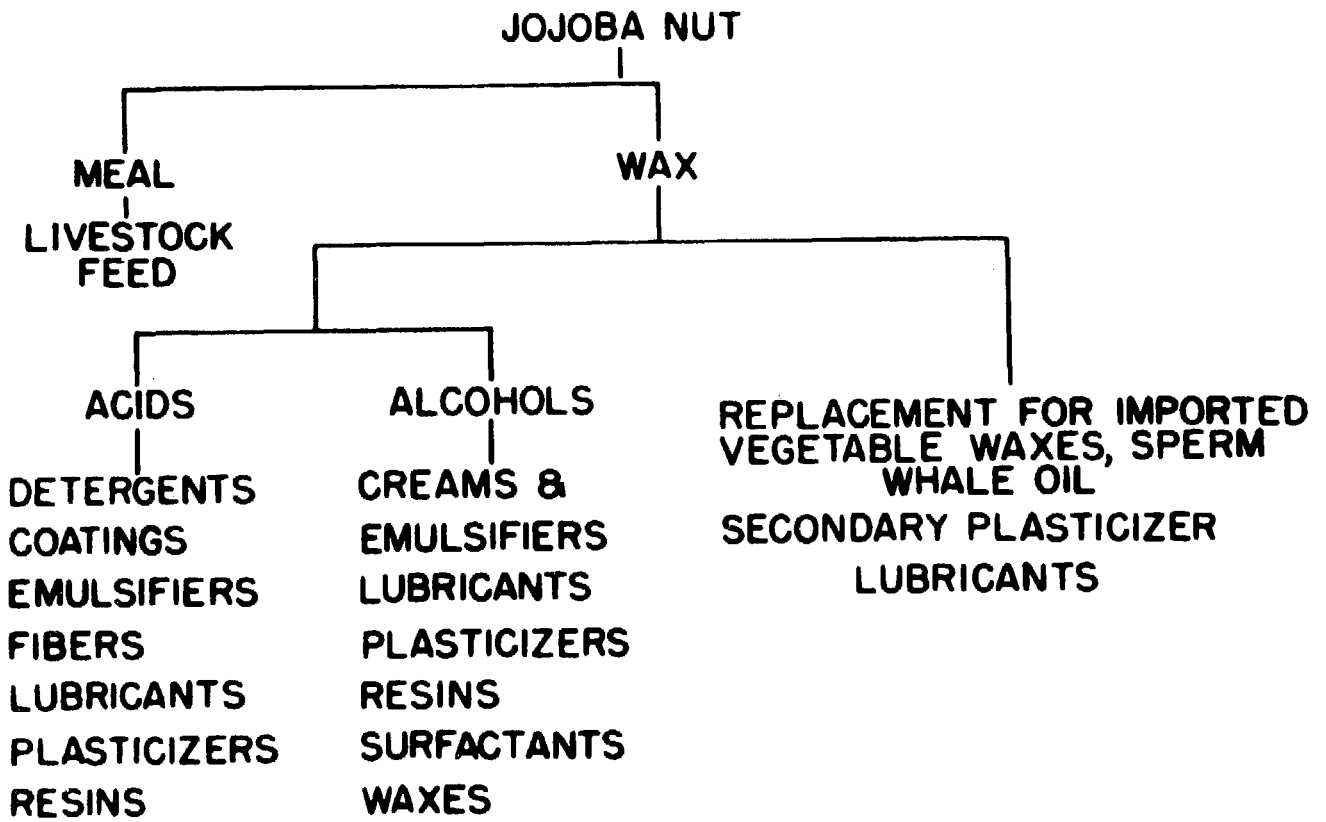 JOJOBA NUT
MEAL
WAX
LIVESTOCK
FEED
ACIDS
DETERGENTS
COATINGS
EMULSIFIERS
FIBERS
LUBRICANTS
PLASTICIZERS
RESINS
ALCOHOLS
CREAMS &
EMULSIFIERS
LUBRICANTS
PLASTICIZERS
RESINS
SURFACTANTS
WAXES
REPLACEMENT FOR IMPORTED
VEGETABLE WAXES, SPERM
WHALE OIL
SECONDARY PLASTICIZER
LUBRICANTS